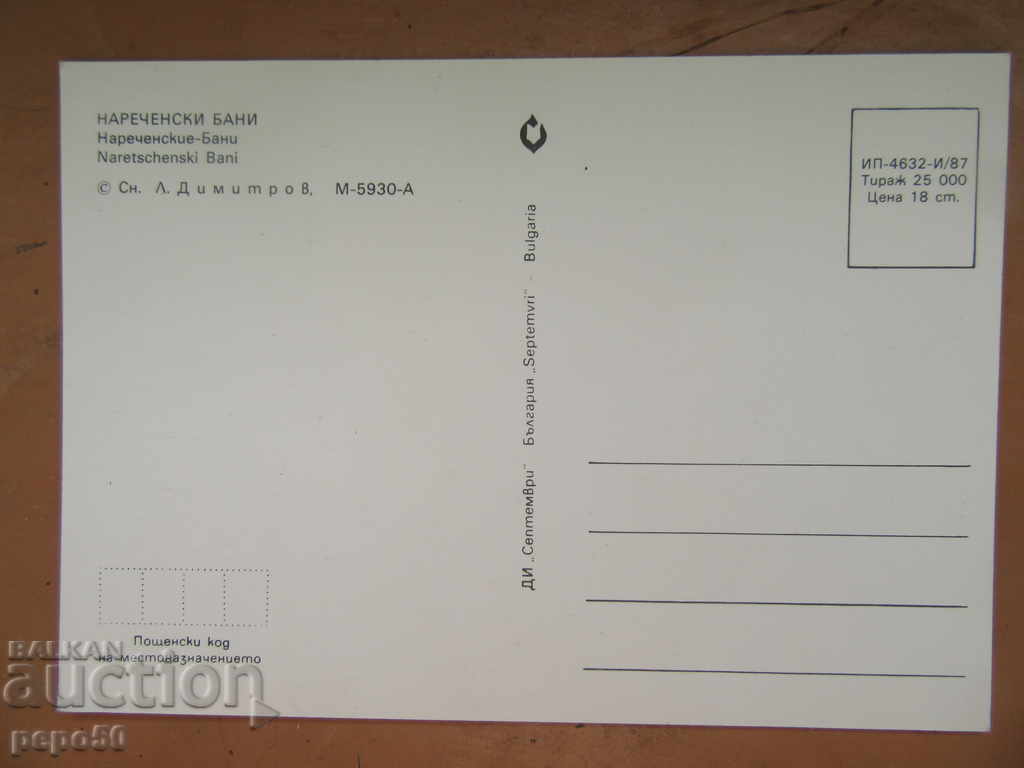 НАРЕЧЕНСКИ БАНИ
Нареченские-Бани
Naretschenski Bani
© Сн. Л. Димитров, М-5930-А
ДИ „Септември" България „Septemvri" - Bulgaria
ИП-4632-И/87
Тираж 25 000
Цена 18 ст.
Пощенски код
на местоназначението
BALKAN
auction
pepo50